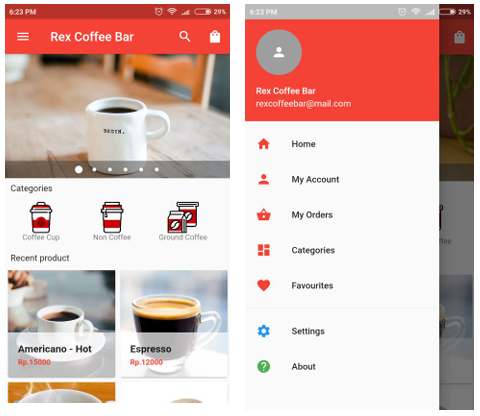 6:23 PM
29%
Rex Coffee Bar
BEGIN.
Categories
Coffee Cup
Non Coffee
Ground Coffee
Recent product
Americano - Hot
Rp.15000
Espresso
Rp.12000
6:23 PM
29%
Rex Coffee Bar
rexcoffeebar@mail.com
Home
My Account
My Orders
Categories
Favourites
Settings
About